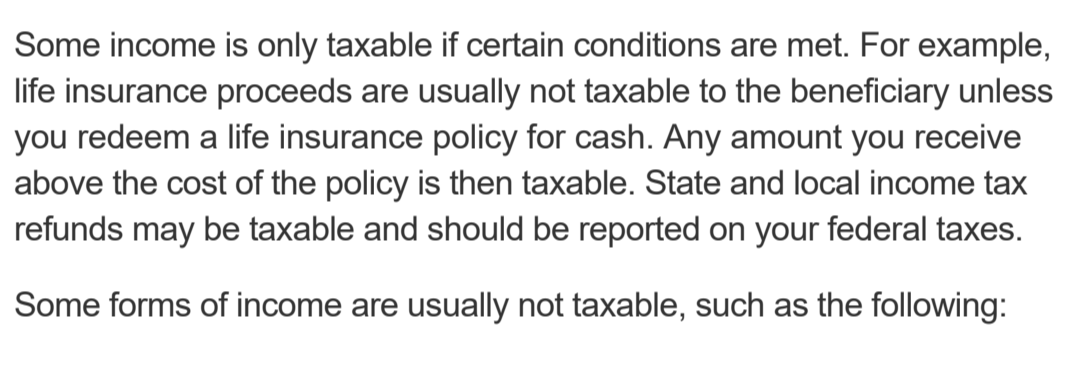 Some income is only taxable if certain conditions are met. For example,
life insurance proceeds are usually not taxable to the beneficiary unless
you redeem a life insurance policy for cash. Any amount you receive
above the cost of the policy is then taxable. State and local income tax
refunds may be taxable and should be reported on your federal taxes.
Some forms of income are usually not taxable, such as the following: